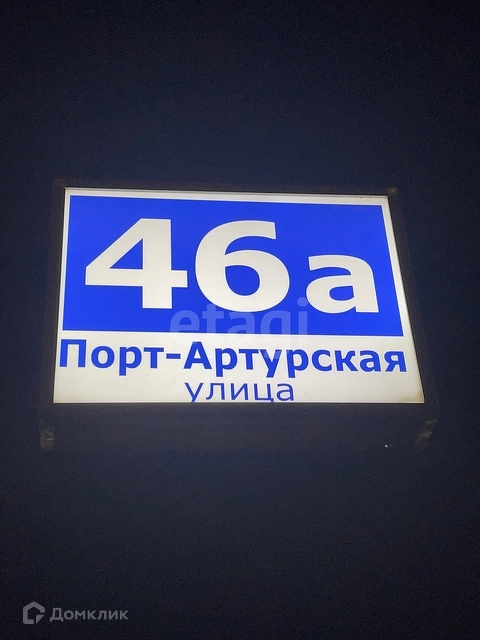 46а
etagi
Порт-Артурская
улица
Домклик